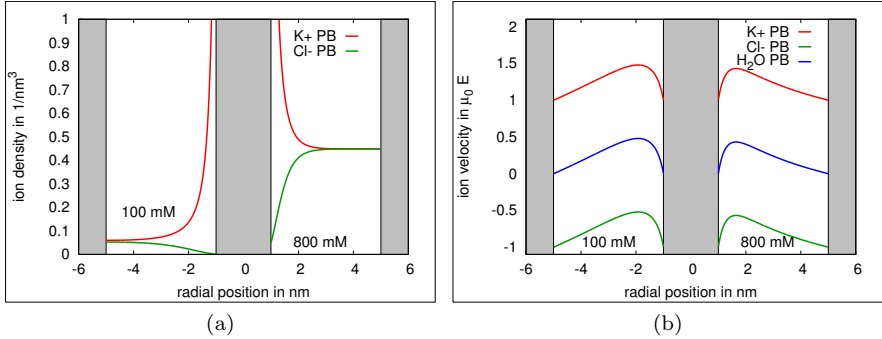 ion density in 1/nm³
1
0.9
0.8
0.7
0.6
0.5
0.4
0.3
0.2
0.1
0
K+ PB
Cl- PB
100 mM
800 mM
-6 -4 -2 0 2 4 6
radial position in nm
(a)
ion velocity in μ₀ E
2
1.5
1
0.5
0
-0.5
-1
K+ PB
Cl- PB
H₂O PB
100 mM 800 mM
-6 -4 -2 0 2 4 6
radial position in nm
(b)